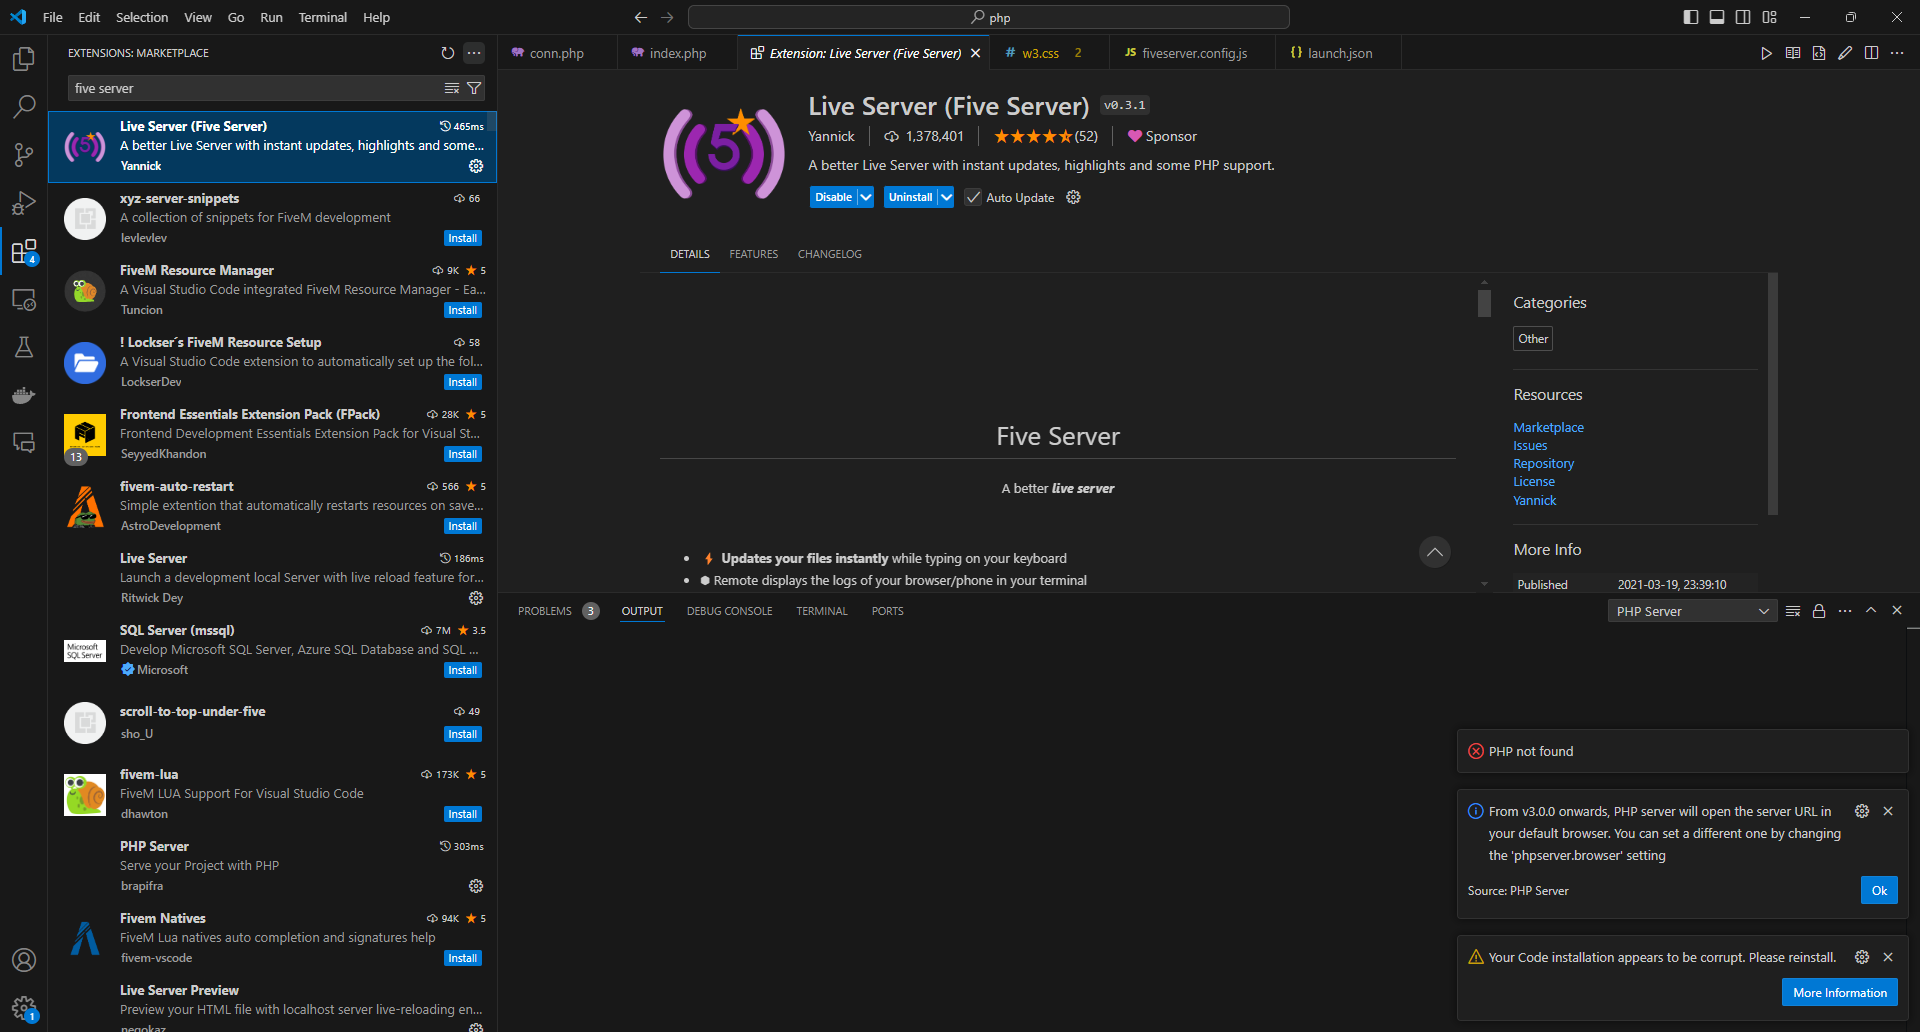 File Edit Selection View Go Run Terminal Help
php
EXTENSIONS: MARKETPLACE
five server
Live Server (Five Server) 465ms
A better Live Server with instant updates, highlights and some...
Yannick
xyz-server-snippets 66
A collection of snippets for FiveM development
levlevlev Install
FiveM Resource Manager 9K 5
A Visual Studio Code integrated FiveM Resource Manager - Ea...
Tuncion Install
! Lockser´s FiveM Resource Setup 58
A Visual Studio Code extension to automatically set up the fol...
LockserDev Install
Frontend Essentials Extension Pack (FPack) 28K 5
Frontend Development Essentials Extension Pack for Visual St...
13 SeyyedKhandon Install
fivem-auto-restart 566 5
Simple extention that automatically restarts resources on save...
AstroDevelopment Install
Live Server 186ms
Launch a development local Server with live reload feature for...
Ritwick Dey
SQL Server (mssql) 7M 3.5
Microsoft SQL Server
Develop Microsoft SQL Server, Azure SQL Database and SQL ...
Microsoft Install
scroll-to-top-under-five 49
sho_U Install
fivem-lua 173K 5
FiveM LUA Support For Visual Studio Code
dhawton Install
PHP Server 303ms
Serve your Project with PHP
brapifra
Fivem Natives 94K 5
FiveM Lua natives auto completion and signatures help
fivem-vscode Install
Live Server Preview
Preview your HTML file with localhost server live-reloading en...
negokaz
4
1
conn.php index.php Extension: Live Server (Five Server) w3.css 2 JS fiveserver.config.js launch.json
5
Live Server (Five Server) v0.3.1
Yannick 1,378,401 (52) Sponsor
A better Live Server with instant updates, highlights and some PHP support.
Disable Uninstall Auto Update
DETAILS FEATURES CHANGELOG
Five Server
A better live server
Updates your files instantly while typing on your keyboard
Remote displays the logs of your browser/phone in your terminal
Categories
Other
Resources
Marketplace
Issues
Repository
License
Yannick
More Info
Published 2021-03-19, 23:39:10
PROBLEMS 3 OUTPUT DEBUG CONSOLE TERMINAL PORTS
PHP Server
PHP not found
From v3.0.0 onwards, PHP server will open the server URL in
your default browser. You can set a different one by changing
the 'phpserver.browser' setting
Source: PHP Server Ok
Your Code installation appears to be corrupt. Please reinstall.
More Information